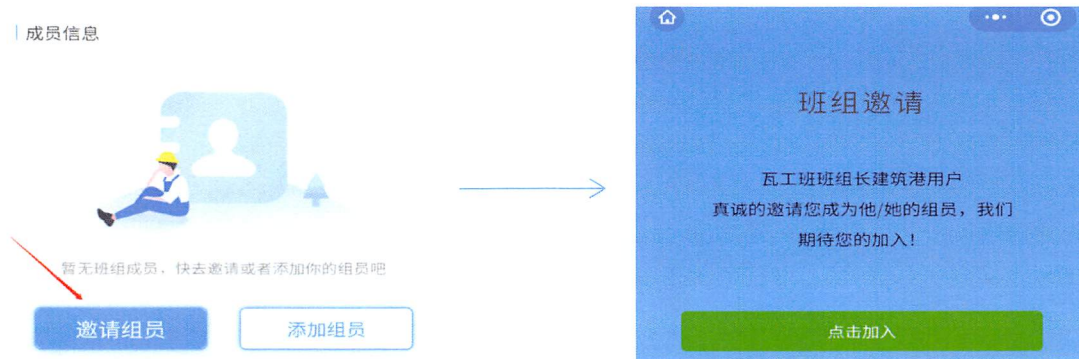 成员信息
暂无班组成员，快去邀请或者添加你的组员吧
邀请组员
添加组员
班组邀请
瓦工班班组长建筑港用户
真诚的邀请您成为他/她的组员，我们
期待您的加入！
点击加入